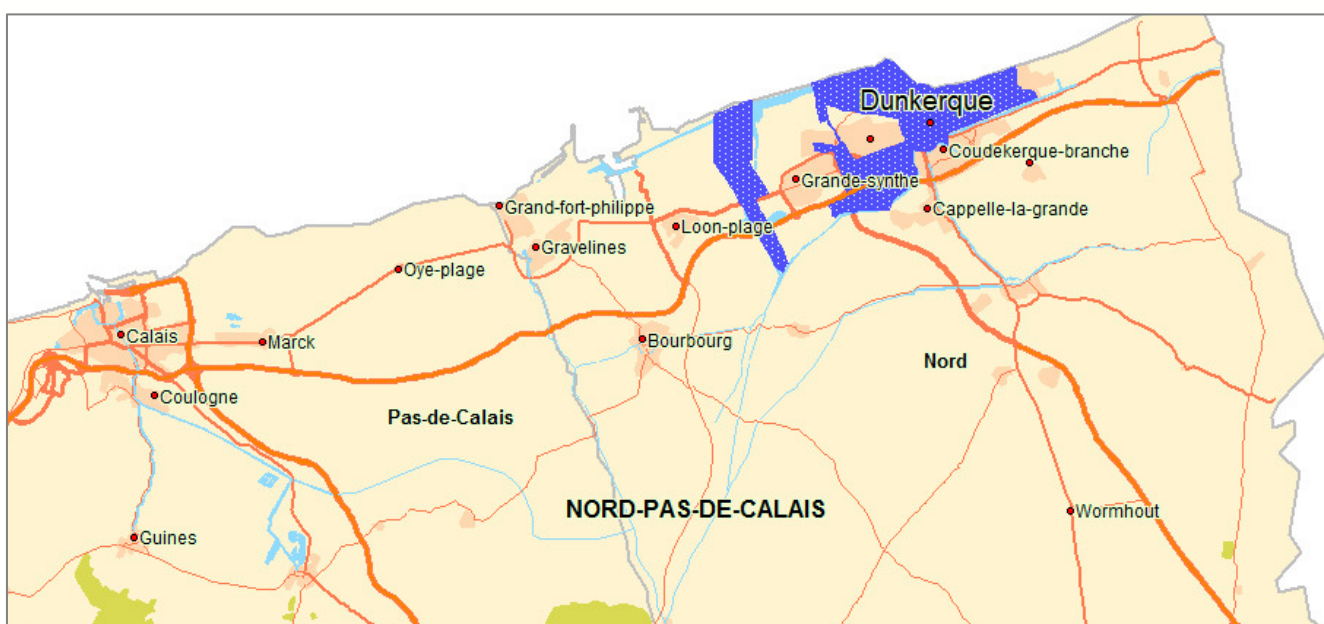 Dunkerque
Coudekerque-branche
Grande-synthe
Cappelle-la-grande
Grand-fort-philippe
Loon-plage
Gravelines
Oye-plage
Calais
Marck
Bourbourg
Nord
Coulogne
Pas-de-Calais
NORD-PAS-DE-CALAIS
Wormhout
Guines